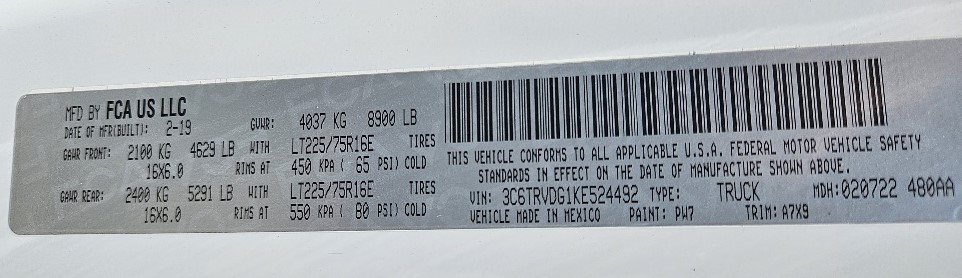 MFD BY FCA US LLC
DATE OF MFR(BUILT): 2-19 GVWR: 4037 KG 8900 LB
GAWR FRONT: 2100 KG 4629 LB WITH LT225/75R16E TIRES
16X6.0 RIMS AT 450 KPA ( 65 PSI) COLD
GAWR REAR: 2400 KG 5291 LB WITH LT225/75R16E TIRES
16X6.0 RIMS AT 550 KPA ( 80 PSI) COLD
THIS VEHICLE CONFORMS TO ALL APPLICABLE U.S.A. FEDERAL MOTOR VEHICLE SAFETY
STANDARDS IN EFFECT ON THE DATE OF MANUFACTURE SHOWN ABOVE.
VIN: 3C6TRVDG1KE524492 TYPE: TRUCK MDH:020722 480AA
VEHICLE MADE IN MEXICO PAINT: PW7 TRIM: A7X9